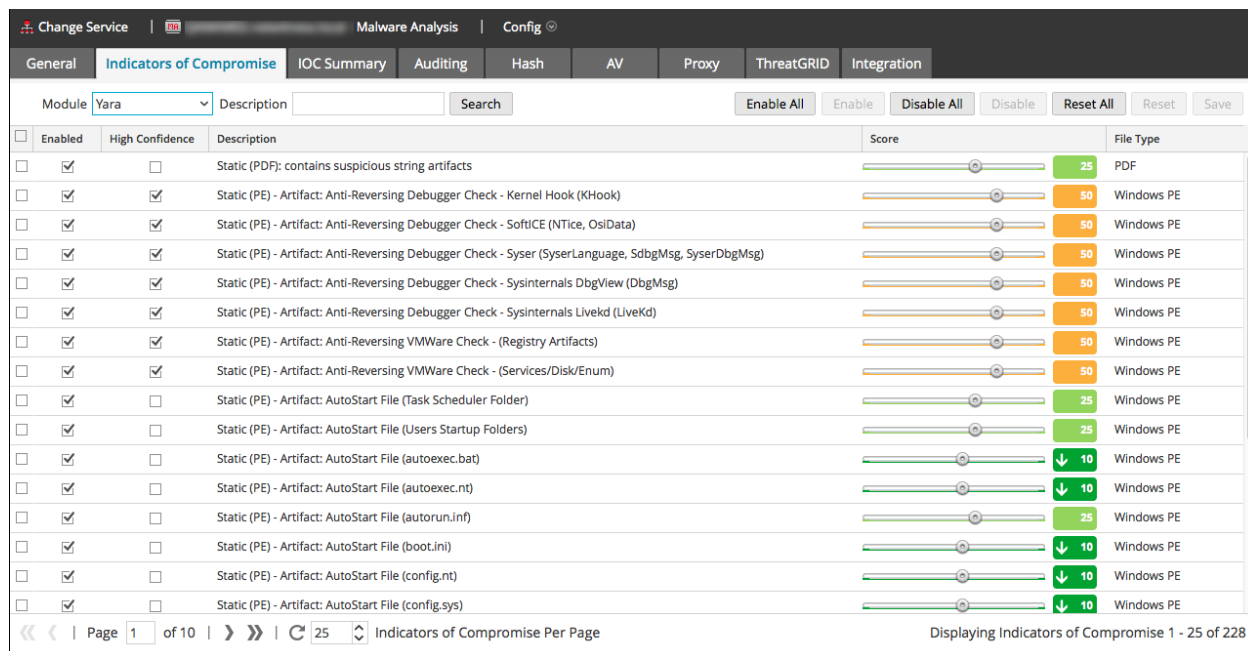 Change Service | MA Malware Analysis | Config
General Indicators of Compromise IOC Summary Auditing Hash AV Proxy ThreatGRID Integration
Module Yara Description Search Enable All Enable Disable All Disable Reset All Reset Save
Enabled High Confidence Description Score File Type
Static (PDF): contains suspicious string artifacts 25 PDF
Static (PE) - Artifact: Anti-Reversing Debugger Check - Kernel Hook (KHook) 50 Windows PE
Static (PE) - Artifact: Anti-Reversing Debugger Check - SoftICE (NTice, OsiData) 50 Windows PE
Static (PE) - Artifact: Anti-Reversing Debugger Check - Syser (SyserLanguage, SdbgMsg, SyserDbgMsg) 50 Windows PE
Static (PE) - Artifact: Anti-Reversing Debugger Check - Sysinternals DbgView (DbgMsg) 50 Windows PE
Static (PE) - Artifact: Anti-Reversing Debugger Check - Sysinternals Livekd (LiveKd) 50 Windows PE
Static (PE) - Artifact: Anti-Reversing VMWare Check - (Registry Artifacts) 50 Windows PE
Static (PE) - Artifact: Anti-Reversing VMWare Check - (Services/Disk/Enum) 50 Windows PE
Static (PE) - Artifact: AutoStart File (Task Scheduler Folder) 25 Windows PE
Static (PE) - Artifact: AutoStart File (Users Startup Folders) 25 Windows PE
Static (PE) - Artifact: AutoStart File (autoexec.bat) 10 Windows PE
Static (PE) - Artifact: AutoStart File (autoexec.nt) 10 Windows PE
Static (PE) - Artifact: AutoStart File (autorun.inf) 25 Windows PE
Static (PE) - Artifact: AutoStart File (boot.ini) 10 Windows PE
Static (PE) - Artifact: AutoStart File (config.nt) 10 Windows PE
Static (PE) - Artifact: AutoStart File (config.sys) 10 Windows PE
| Page 1 of 10 | | 25 Indicators of Compromise Per Page Displaying Indicators of Compromise 1 - 25 of 228